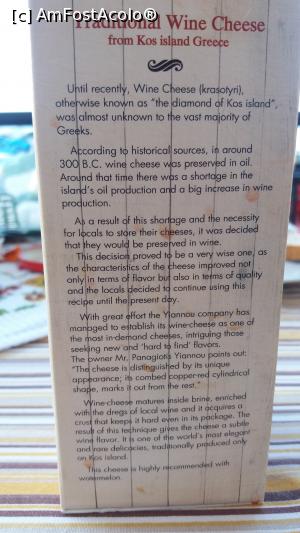 [c] AmFostAcolo®
Traditional Wine Cheese
from Kos island Greece
Until recently, Wine Cheese (krasotyri),
otherwise known as "the diamond of Kos island",
was almost unknown to the vast majority of
Greeks.
According to historical sources, in around
300 B.C. wine cheese was preserved in oil.
Around that time there was a shortage in the
island's oil production and a big increase in wine
production.
As a result of this shortage and the necessity
for locals to store their cheeses, it was decided
that they would be preserved in wine.
This decision proved to be a very wise one, as
the characteristics of the cheese improved not
only in terms of flavor but also in terms of quality
and the locals decided to continue using this
recipe until the present day.
With great effort the Yiannou company has
managed to establish its wine-cheese as one of
the most in-demand cheeses, intriguing those
seeking new and 'hard to find' flavors.
The owner Mr. Panagiotis Yiannou points out:
"The cheese is distinguished by its unique
appearance; its combed copper-red cylindrical
shape, marks it out from the rest."
Wine-cheese matures inside brine, enriched
with the dregs of local wine and it acquires a
crust that keeps it hard even in its package. The
result of this technique gives the cheese a subtle
wine flavor. It is one of the world's most elegant
and rare delicacies, traditionally produced only
on Kos island.
This cheese is highly recommended with
watermelon.